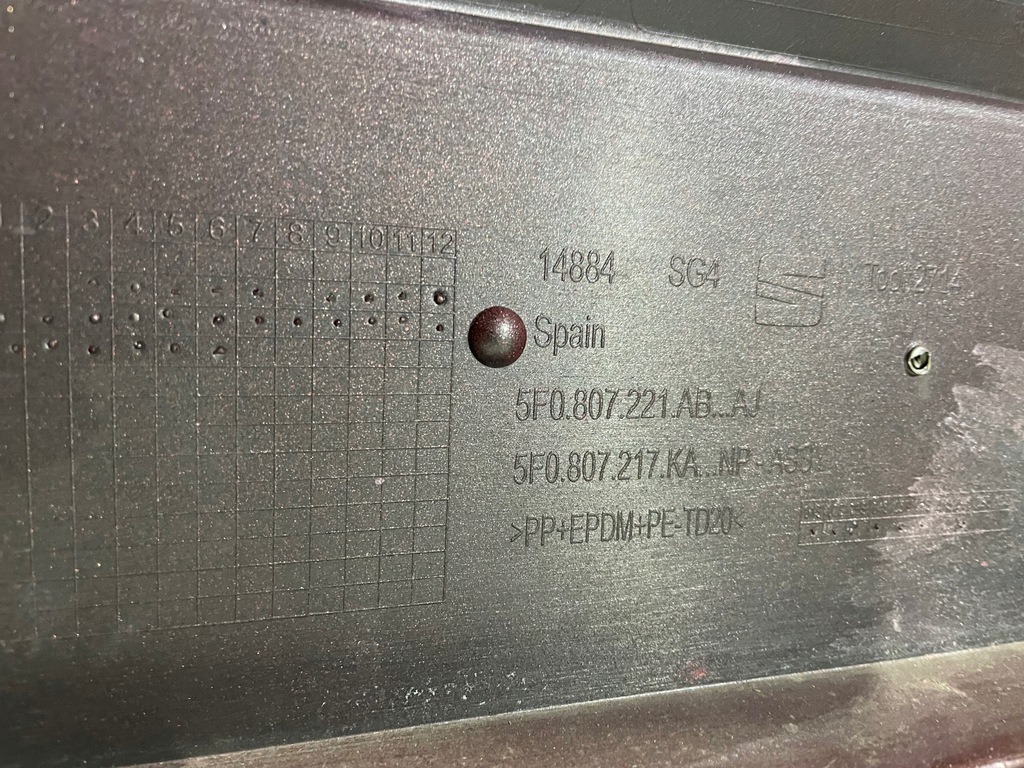 1 2 3 4 5 6 7 8 9 10 11 12
14884 SG4
Spain
5F0.807.221.AB...AJ
5F0.807.217.KA...NP - ASSY
>PP+EPDM+PE-TD20<